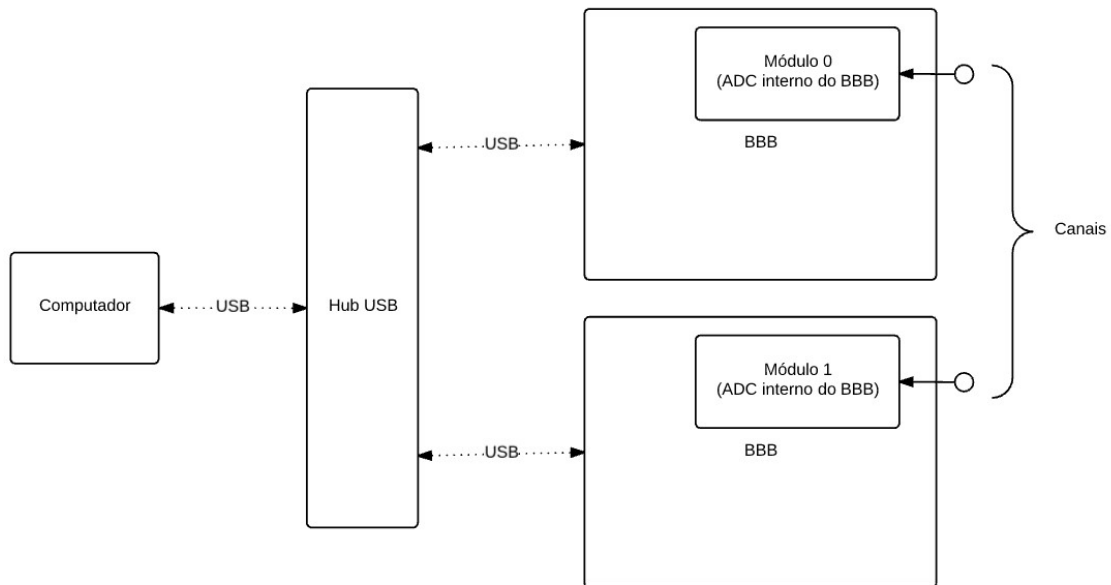 Módulo 0
(ADC interno do BBB)
USB
BBB
Canais
Computador
USB
Hub USB
Módulo 1
(ADC interno do BBB)
USB
BBB